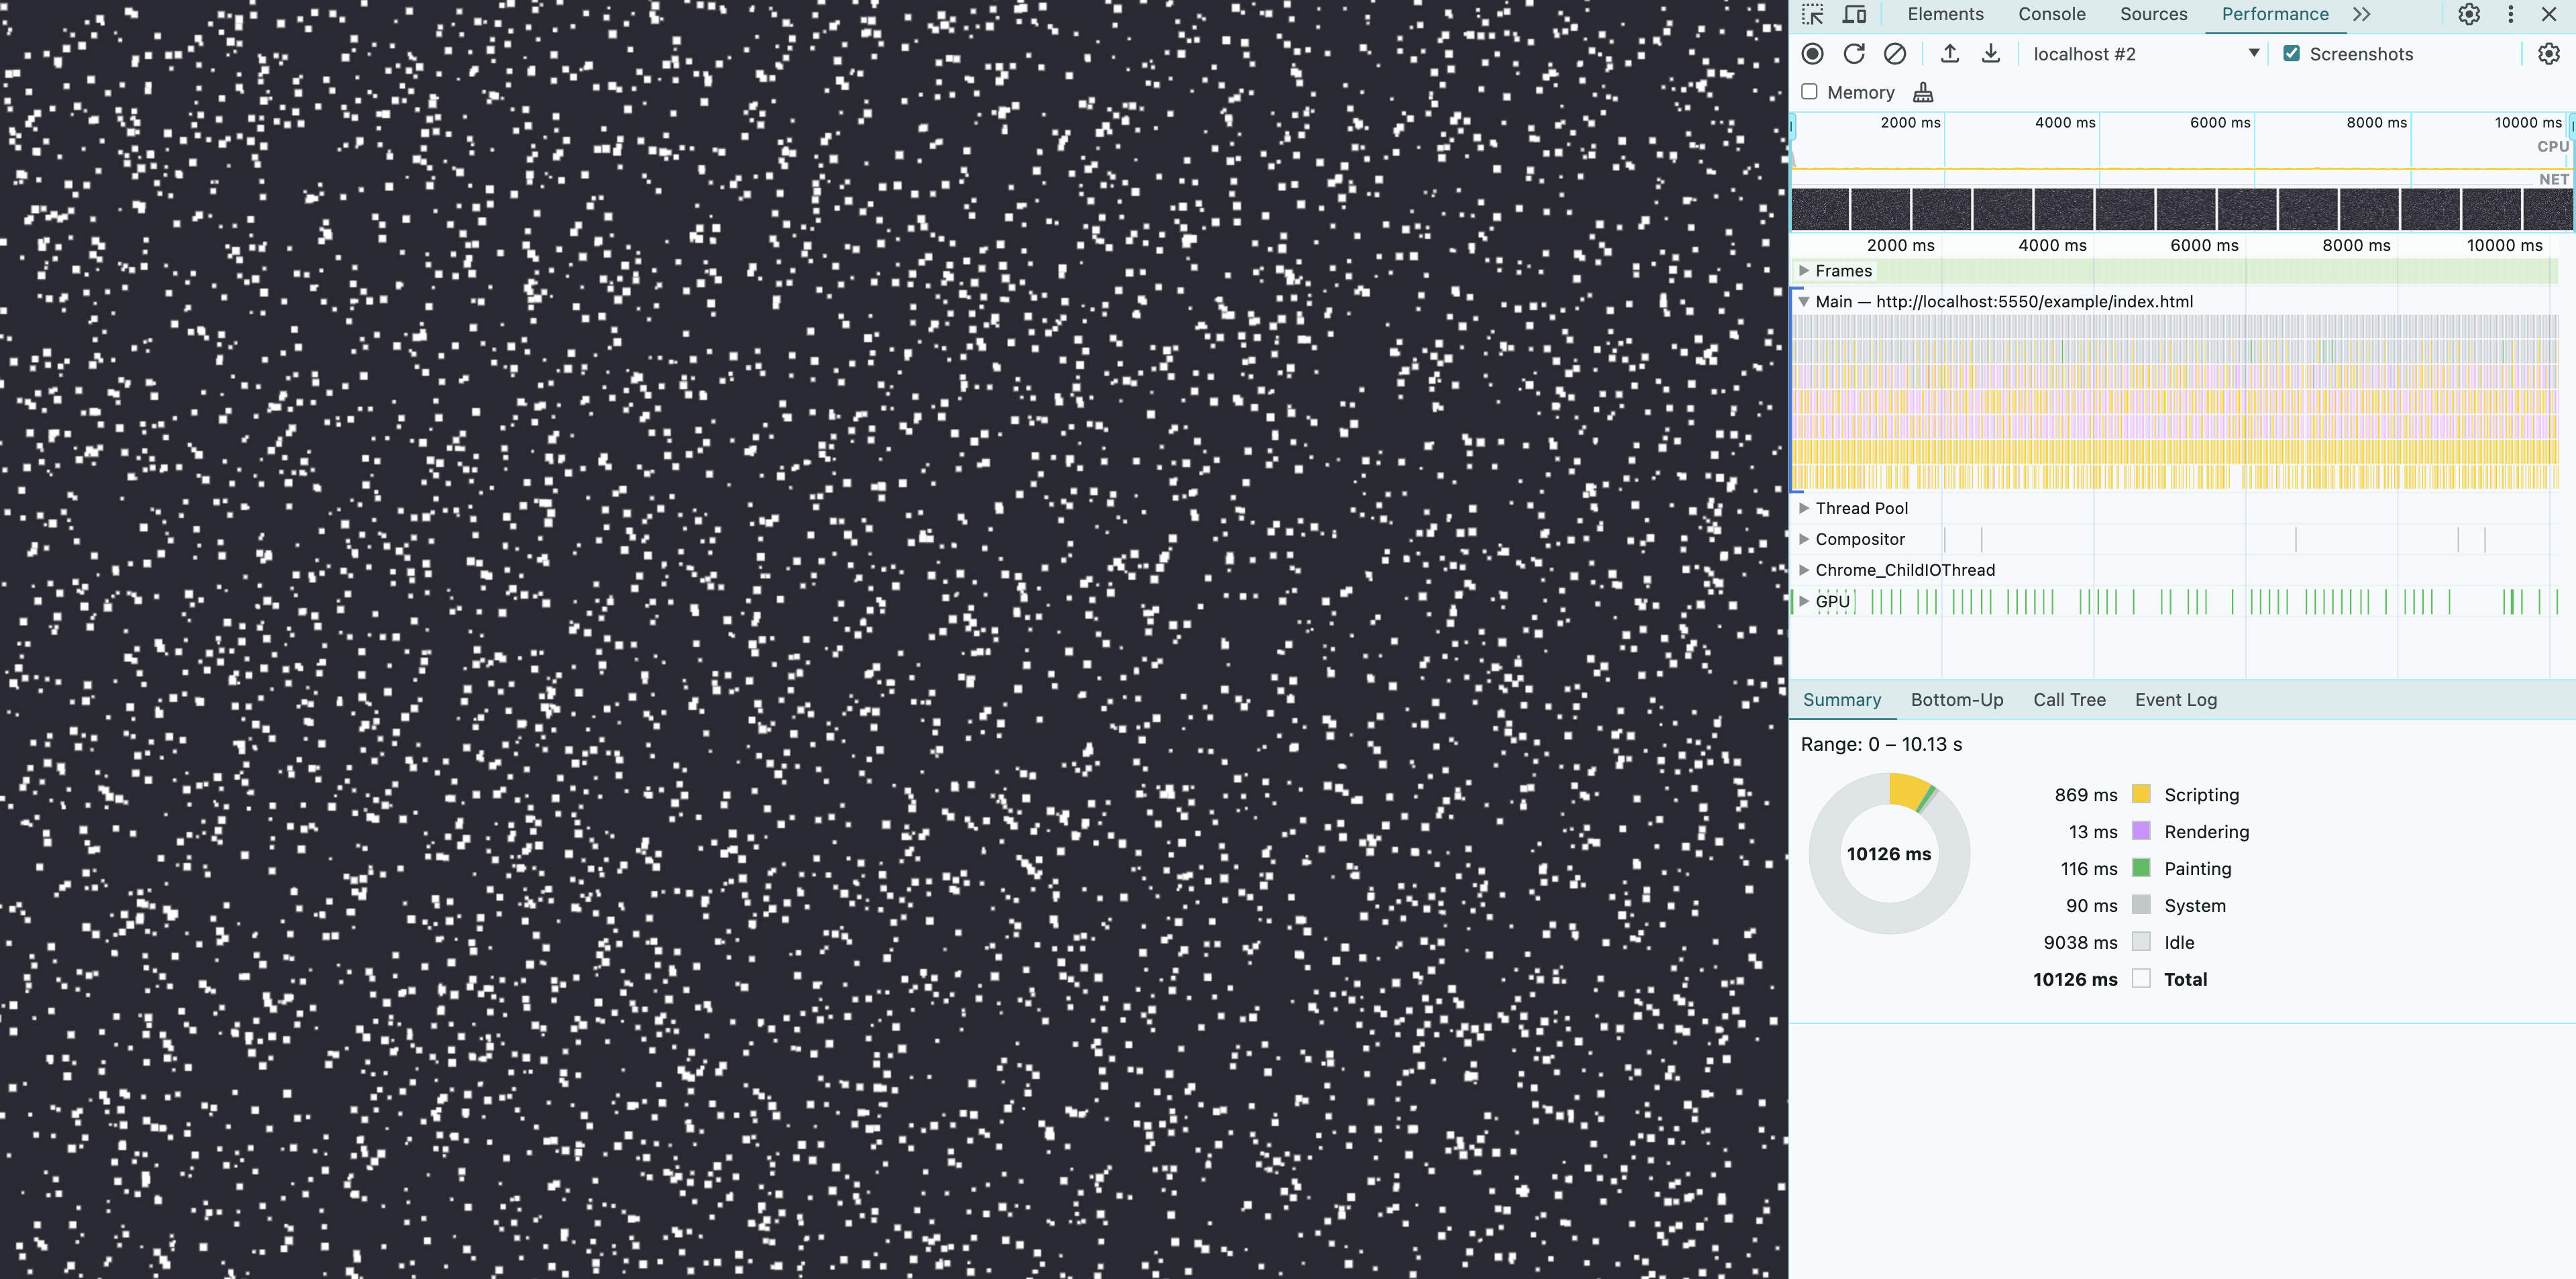 Elements Console Sources Performance
localhost #2 Screenshots
Memory
2000 ms 4000 ms 6000 ms 8000 ms 10000 ms
CPU
NET
2000 ms 4000 ms 6000 ms 8000 ms 10000 ms
Frames
Main — http://localhost:5550/example/index.html
Thread Pool
Compositor
Chrome_ChildIOThread
GPU
Summary Bottom-Up Call Tree Event Log
Range: 0 – 10.13 s
869 ms Scripting
13 ms Rendering
10126 ms
116 ms Painting
90 ms System
9038 ms Idle
10126 ms Total